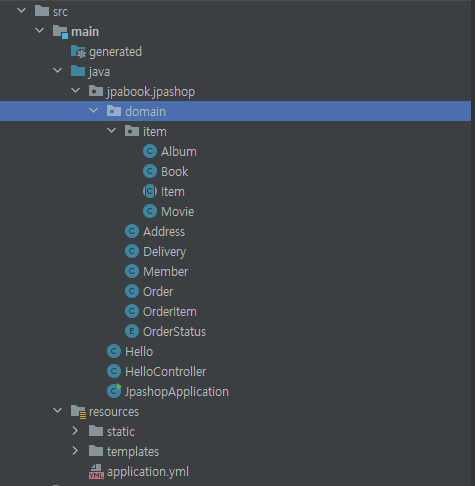 src
main
generated
java
jpabook.jpashop
domain
item
Album
Book
Item
Movie
Address
Delivery
Member
Order
OrderItem
OrderStatus
Hello
HelloController
JpashopApplication
resources
static
templates
application.yml